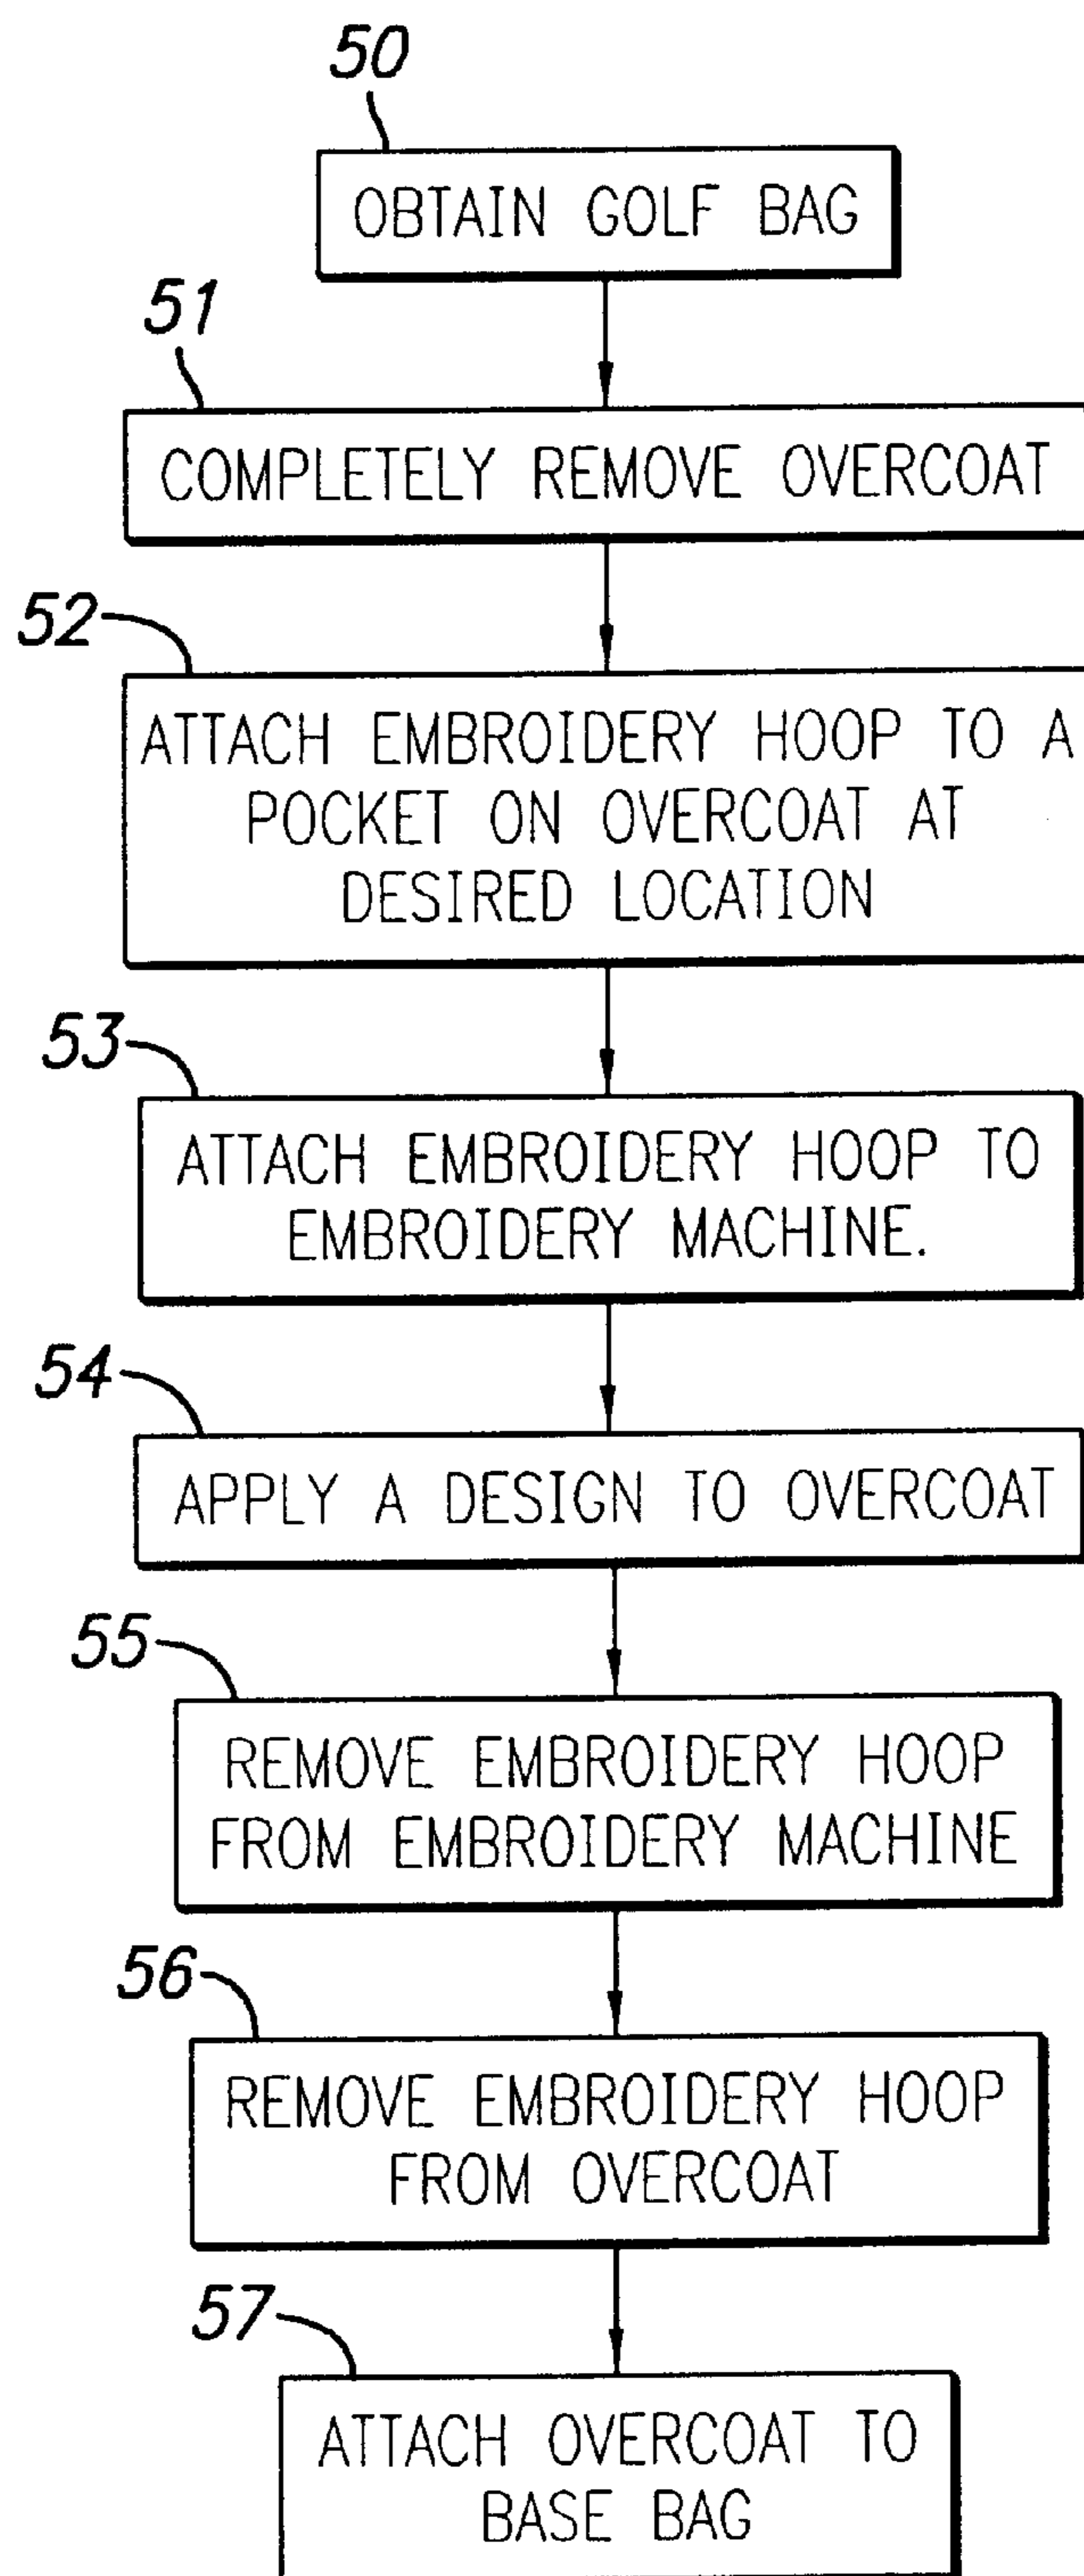 50
OBTAIN GOLF BAG
51
COMPLETELY REMOVE OVERCOAT
52
ATTACH EMBROIDERY HOOP TO A
POCKET ON OVERCOAT AT
DESIRED LOCATION
53
ATTACH EMBROIDERY HOOP TO
EMBROIDERY MACHINE.
54
APPLY A DESIGN TO OVERCOAT
55
REMOVE EMBROIDERY HOOP
FROM EMBROIDERY MACHINE
56
REMOVE EMBROIDERY HOOP
FROM OVERCOAT
57
ATTACH OVERCOAT TO
BASE BAG